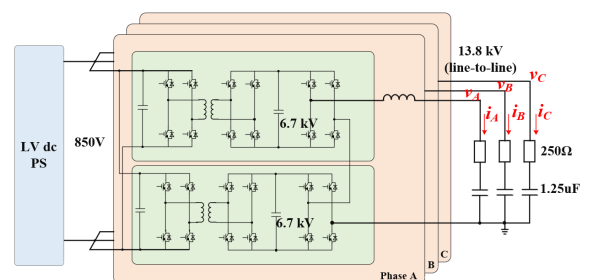 13.8 kV
(line-to-line)
vC
vB
vA
iA
iB
iC
LV dc
PS
850V
6.7 kV
250Ω
1.25uF
6.7 kV
C
B
Phase A